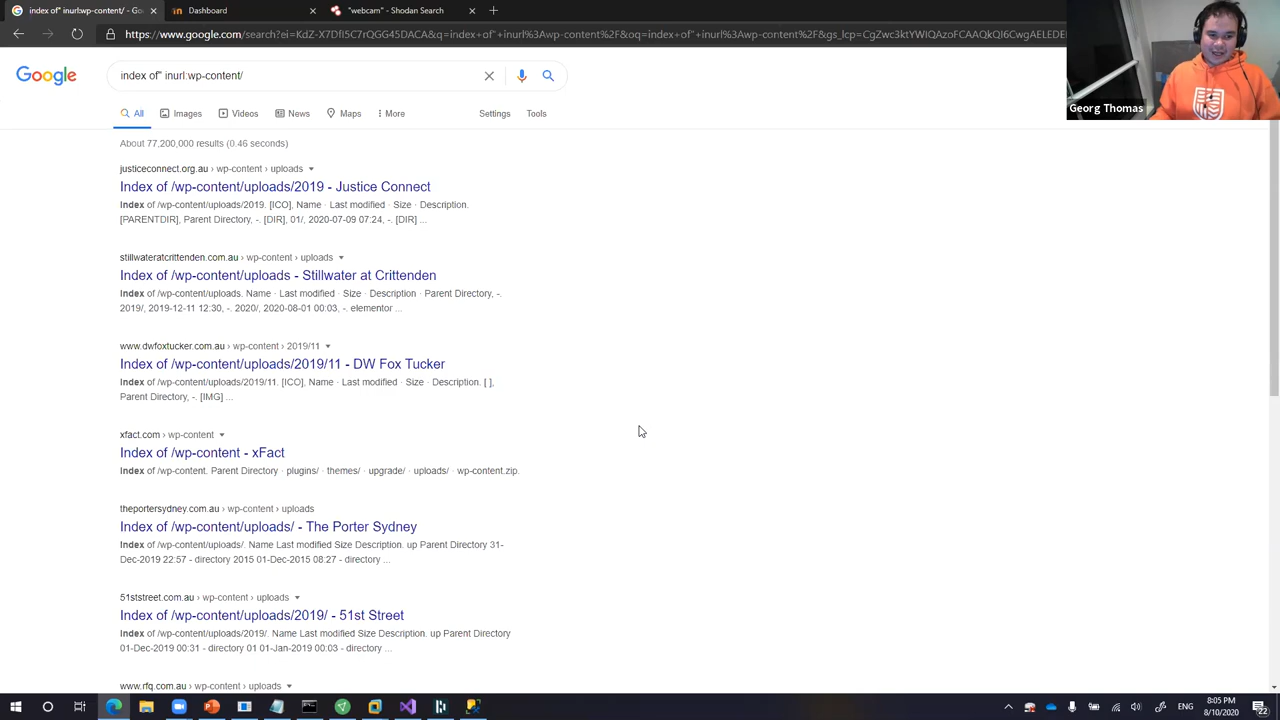 index of" inurl:wp-content/ - Goo
Dashboard
"webcam" - Shodan Search
https://www.google.com/search?ei=KdZ-X7DfI5C7rQGG45DACA&q=index+of"+inurl%3Awp-content%2F&oq=index+of"+inurl%3Awp-content%2F&gs_lcp=CgZwc3ktYWIQAzoFCAAQkQI6CwgAELED
Google
index of" inurl:wp-content/
All
Images
Videos
News
Maps
More
Settings
Tools
About 77,200,000 results (0.46 seconds)
justiceconnect.org.au › wp-content › uploads
Index of /wp-content/uploads/2019 - Justice Connect
Index of /wp-content/uploads/2019. [ICO], Name · Last modified · Size · Description.
[PARENTDIR], Parent Directory, -. [DIR], 01/, 2020-07-09 07:24, -. [DIR] ...
stillwateratcrittenden.com.au › wp-content › uploads
Index of /wp-content/uploads - Stillwater at Crittenden
Index of /wp-content/uploads. Name · Last modified · Size · Description · Parent Directory, -.
2019/, 2019-12-11 12:30, -. 2020/, 2020-08-01 00:03, -. elementor ...
www.dwfoxtucker.com.au › wp-content › 2019/11
Index of /wp-content/uploads/2019/11 - DW Fox Tucker
Index of /wp-content/uploads/2019/11. [ICO], Name · Last modified · Size · Description. [ ],
Parent Directory, -. [IMG] ...
xfact.com › wp-content
Index of /wp-content - xFact
Index of /wp-content. Parent Directory · plugins/ · themes/ · upgrade/ · uploads/ · wp-content.zip.
theportersydney.com.au › wp-content › uploads
Index of /wp-content/uploads/ - The Porter Sydney
Index of /wp-content/uploads/. Name Last modified Size Description. up Parent Directory 31-
Dec-2019 22:57 - directory 2015 01-Dec-2015 08:27 - directory ...
51ststreet.com.au › wp-content › uploads
Index of /wp-content/uploads/2019/ - 51st Street
Index of /wp-content/uploads/2019/. Name Last modified Size Description. up Parent Directory
01-Dec-2019 00:31 - directory 01 01-Jan-2019 00:03 - directory ...
www.rfq.com.au › wp-content › uploads
Georg Thomas
ENG
8:05 PM
8/10/2020
22